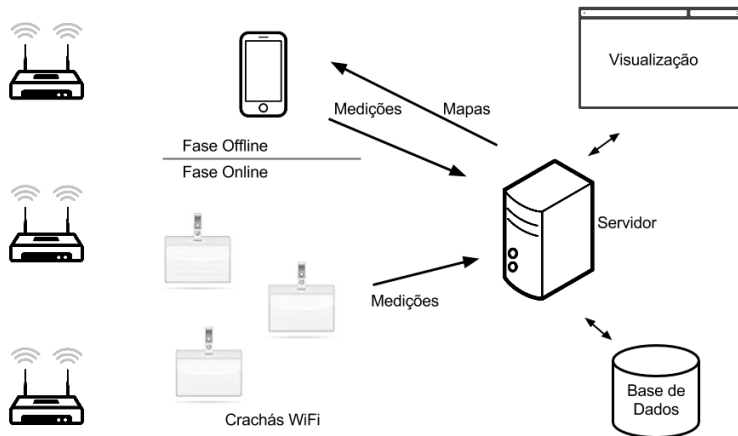 Visualização
Medições
Mapas
Fase Offline
Fase Online
Servidor
Medições
Base de
Dados
Crachás WiFi